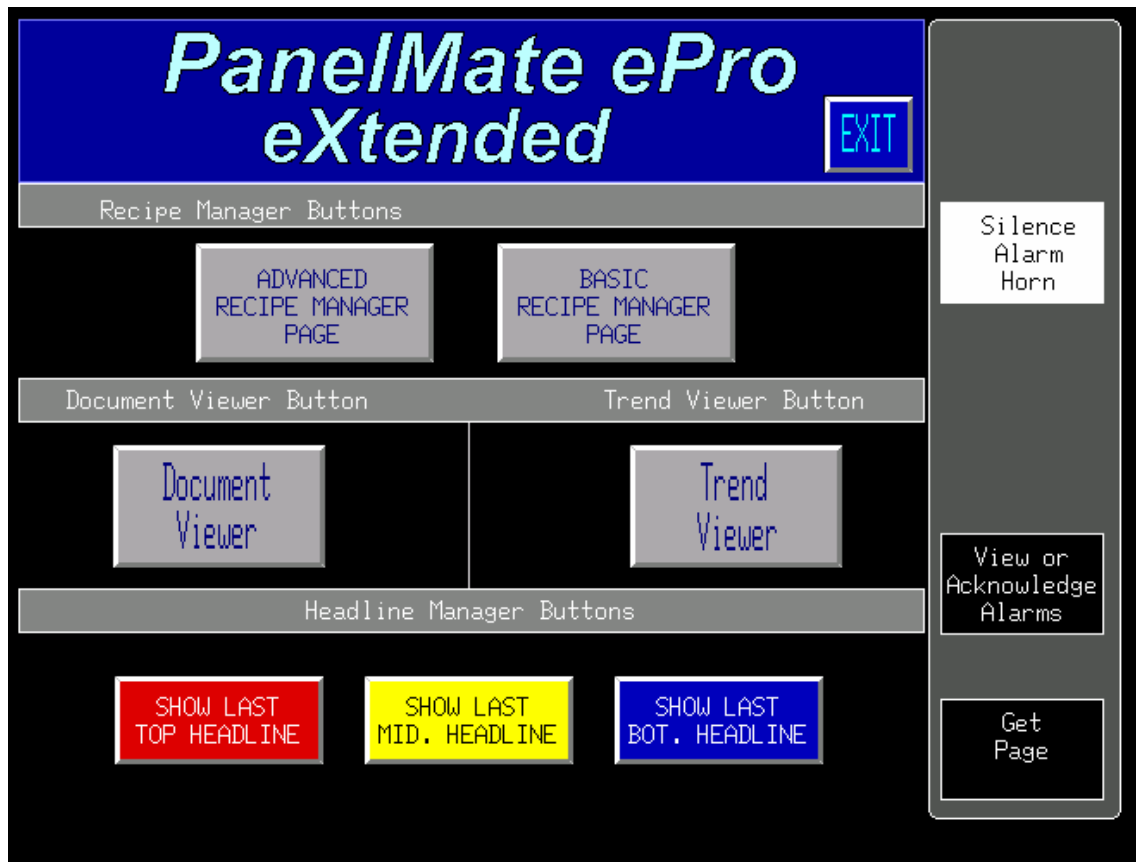 PanelMate ePro
eXtended
EXIT
Recipe Manager Buttons
ADVANCED
RECIPE MANAGER
PAGE
BASIC
RECIPE MANAGER
PAGE
Document Viewer Button
Trend Viewer Button
Document
Viewer
Trend
Viewer
Headline Manager Buttons
SHOW LAST
TOP HEADLINE
SHOW LAST
MID. HEADLINE
SHOW LAST
BOT. HEADLINE
Silence
Alarm
Horn
View or
Acknowledge
Alarms
Get
Page